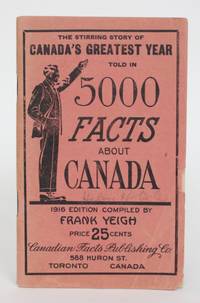 THE STIRRING STORY OF
CANADA'S GREATEST YEAR
TOLD IN
5000
FACTS
ABOUT
CANADA
1916 EDITION COMPILED BY
FRANK YEIGH
PRICE 25 CENTS
Canadian Facts Publishing Co.
588 HURON ST.
TORONTO CANADA